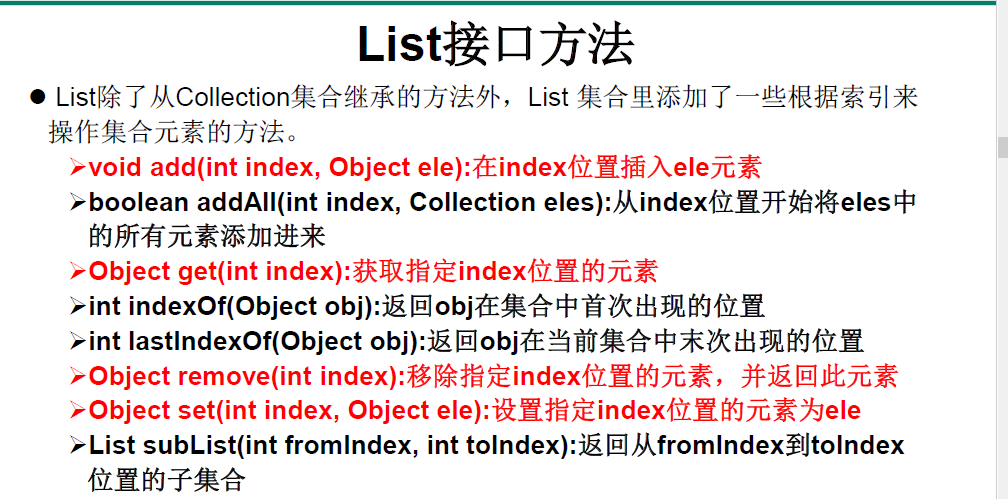 List接口方法
● List除了从Collection集合继承的方法外，List 集合里添加了一些根据索引来
操作集合元素的方法。
➢void add(int index, Object ele):在index位置插入ele元素
➢boolean addAll(int index, Collection eles):从index位置开始将eles中
的所有元素添加进来
➢Object get(int index):获取指定index位置的元素
➢int indexOf(Object obj):返回obj在集合中首次出现的位置
➢int lastIndexOf(Object obj):返回obj在当前集合中末次出现的位置
➢Object remove(int index):移除指定index位置的元素，并返回此元素
➢Object set(int index, Object ele):设置指定index位置的元素为ele
➢List subList(int fromIndex, int toIndex):返回从fromIndex到toIndex
位置的子集合